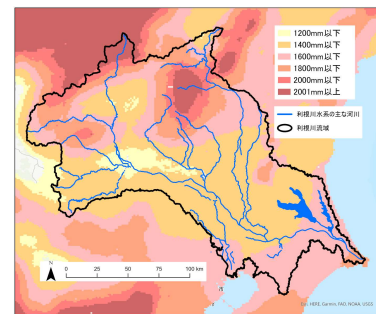 1200mm以下
1400mm以下
1600mm以下
1800mm以下
2000mm以下
2001mm以上
利根川水系の主な河川
利根川流域
N
0 25 50 100 km
Esri, HERE, Garmin, FAO, NOAA, USGS